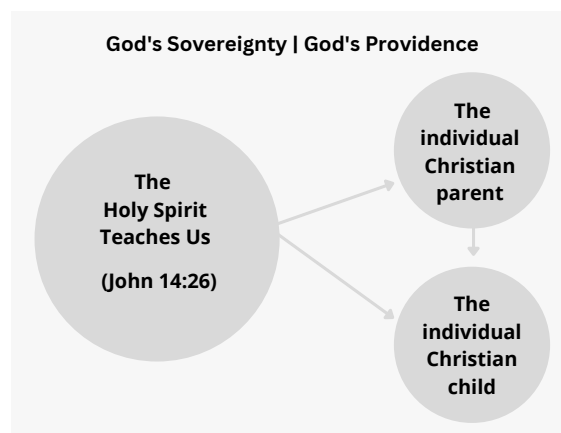 God's Sovereignty | God's Providence
The
Holy Spirit
Teaches Us
(John 14:26)
The
individual
Christian
parent
The
individual
Christian
child